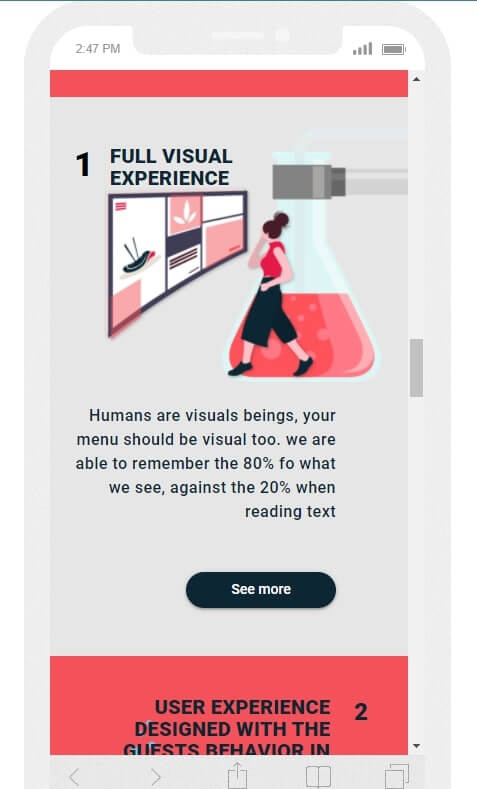 2:47 PM
1
FULL VISUAL
EXPERIENCE
Humans are visuals beings, your
menu should be visual too. we are
able to remember the 80% fo what
we see, against the 20% when
reading text
See more
USER EXPERIENCE
2
DESIGNED WITH THE
GUESTS BEHAVIOR IN